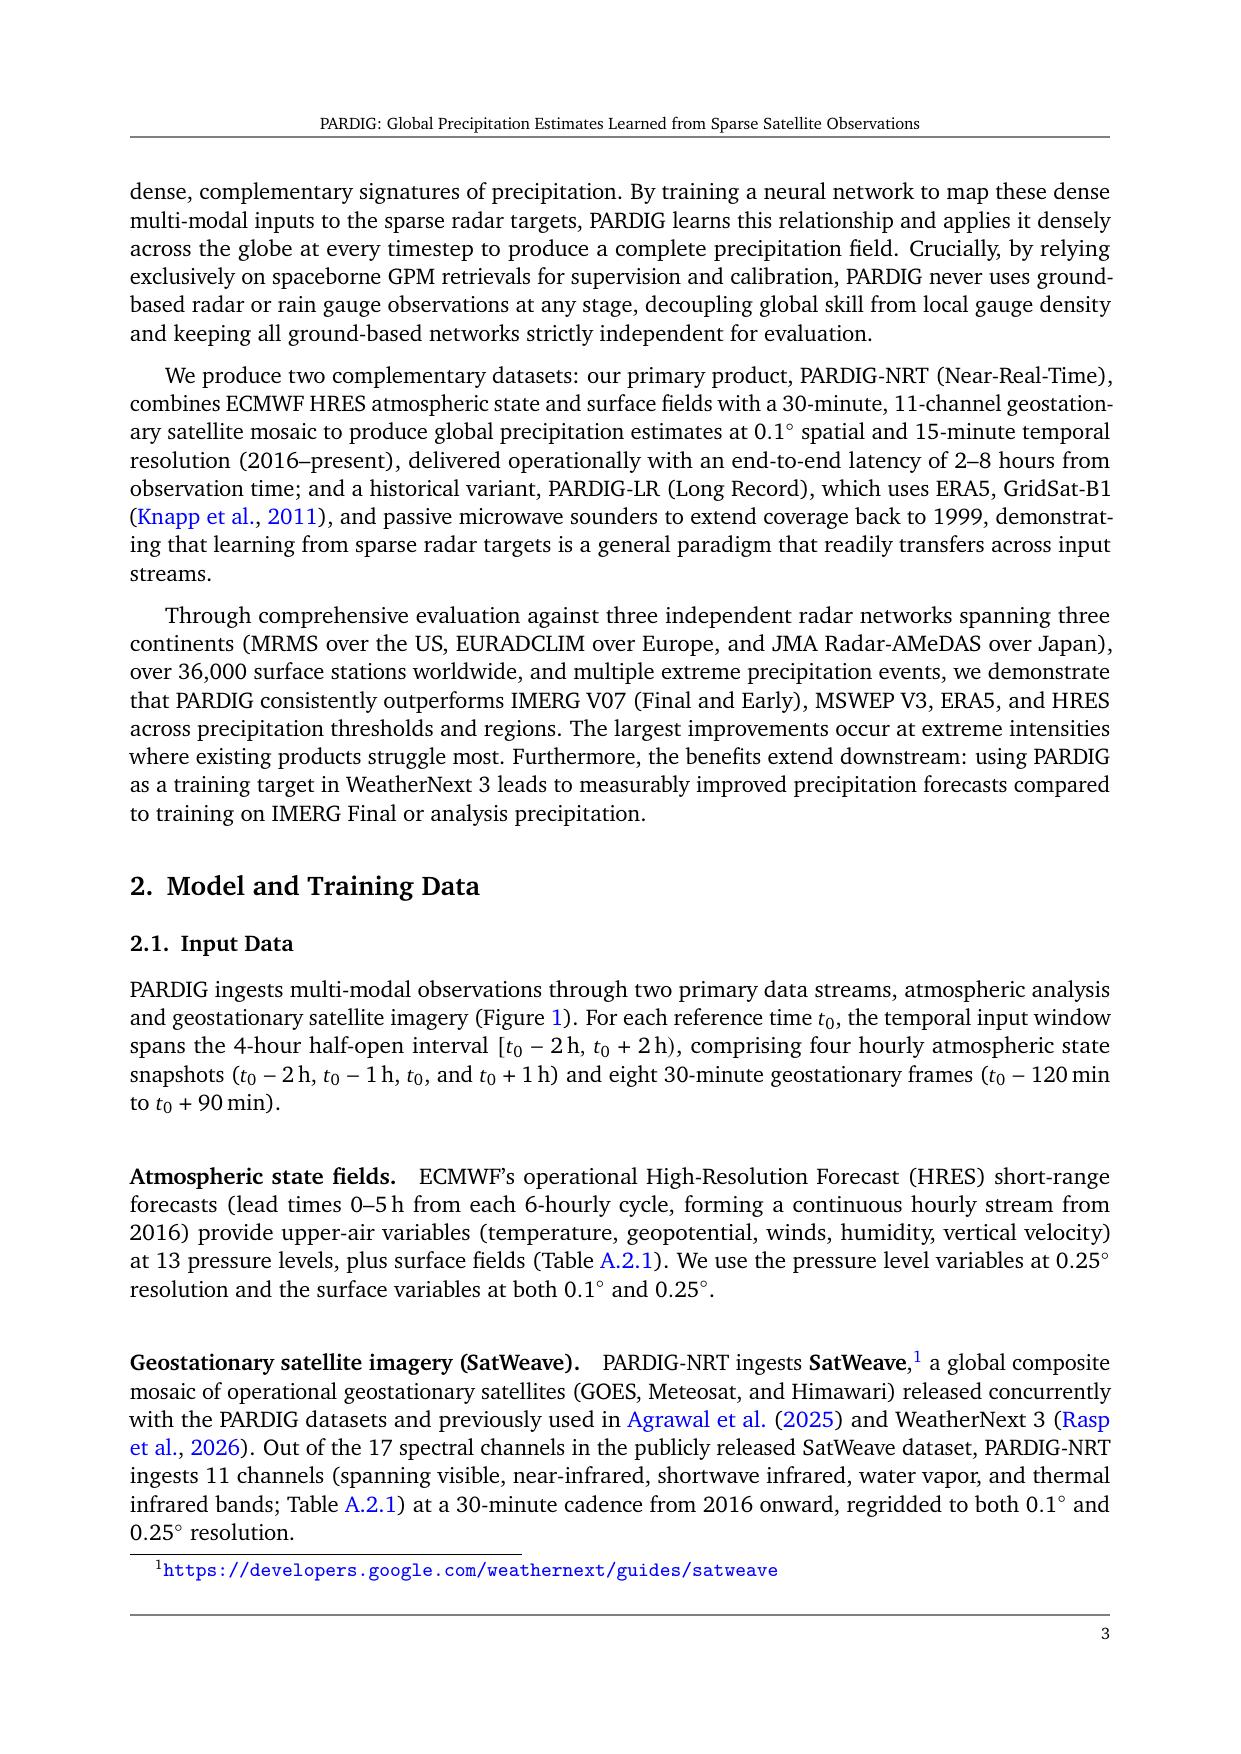 PARDIG: Global Precipitation Estimates Learned from Sparse Satellite Observations
dense, complementary signatures of precipitation. By training a neural network to map these dense
multi-modal inputs to the sparse radar targets, PARDIG learns this relationship and applies it densely
across the globe at every timestep to produce a complete precipitation field. Crucially, by relying
exclusively on spaceborne GPM retrievals for supervision and calibration, PARDIG never uses ground-
based radar or rain gauge observations at any stage, decoupling global skill from local gauge density
and keeping all ground-based networks strictly independent for evaluation.
We produce two complementary datasets: our primary product, PARDIG-NRT (Near-Real-Time),
combines ECMWF HRES atmospheric state and surface fields with a 30-minute, 11-channel geostation-
ary satellite mosaic to produce global precipitation estimates at 0.1° spatial and 15-minute temporal
resolution (2016–present), delivered operationally with an end-to-end latency of 2–8 hours from
observation time; and a historical variant, PARDIG-LR (Long Record), which uses ERA5, GridSat-B1
(Knapp et al., 2011), and passive microwave sounders to extend coverage back to 1999, demonstrat-
ing that learning from sparse radar targets is a general paradigm that readily transfers across input
streams.
Through comprehensive evaluation against three independent radar networks spanning three
continents (MRMS over the US, EURADCLIM over Europe, and JMA Radar-AMeDAS over Japan),
over 36,000 surface stations worldwide, and multiple extreme precipitation events, we demonstrate
that PARDIG consistently outperforms IMERG V07 (Final and Early), MSWEP V3, ERA5, and HRES
across precipitation thresholds and regions. The largest improvements occur at extreme intensities
where existing products struggle most. Furthermore, the benefits extend downstream: using PARDIG
as a training target in WeatherNext 3 leads to measurably improved precipitation forecasts compared
to training on IMERG Final or analysis precipitation.
2. Model and Training Data
2.1. Input Data
PARDIG ingests multi-modal observations through two primary data streams, atmospheric analysis
and geostationary satellite imagery (Figure 1). For each reference time t₀, the temporal input window
spans the 4-hour half-open interval [t₀ − 2 h, t₀ + 2 h), comprising four hourly atmospheric state
snapshots (t₀ − 2 h, t₀ − 1 h, t₀, and t₀ + 1 h) and eight 30-minute geostationary frames (t₀ − 120 min
to t₀ + 90 min).
Atmospheric state fields. ECMWF's operational High-Resolution Forecast (HRES) short-range
forecasts (lead times 0–5 h from each 6-hourly cycle, forming a continuous hourly stream from
2016) provide upper-air variables (temperature, geopotential, winds, humidity, vertical velocity)
at 13 pressure levels, plus surface fields (Table A.2.1). We use the pressure level variables at 0.25°
resolution and the surface variables at both 0.1° and 0.25°.
Geostationary satellite imagery (SatWeave). PARDIG-NRT ingests SatWeave,¹ a global composite
mosaic of operational geostationary satellites (GOES, Meteosat, and Himawari) released concurrently
with the PARDIG datasets and previously used in Agrawal et al. (2025) and WeatherNext 3 (Rasp
et al., 2026). Out of the 17 spectral channels in the publicly released SatWeave dataset, PARDIG-NRT
ingests 11 channels (spanning visible, near-infrared, shortwave infrared, water vapor, and thermal
infrared bands; Table A.2.1) at a 30-minute cadence from 2016 onward, regridded to both 0.1° and
0.25° resolution.
¹https://developers.google.com/weathernext/guides/satweave
3